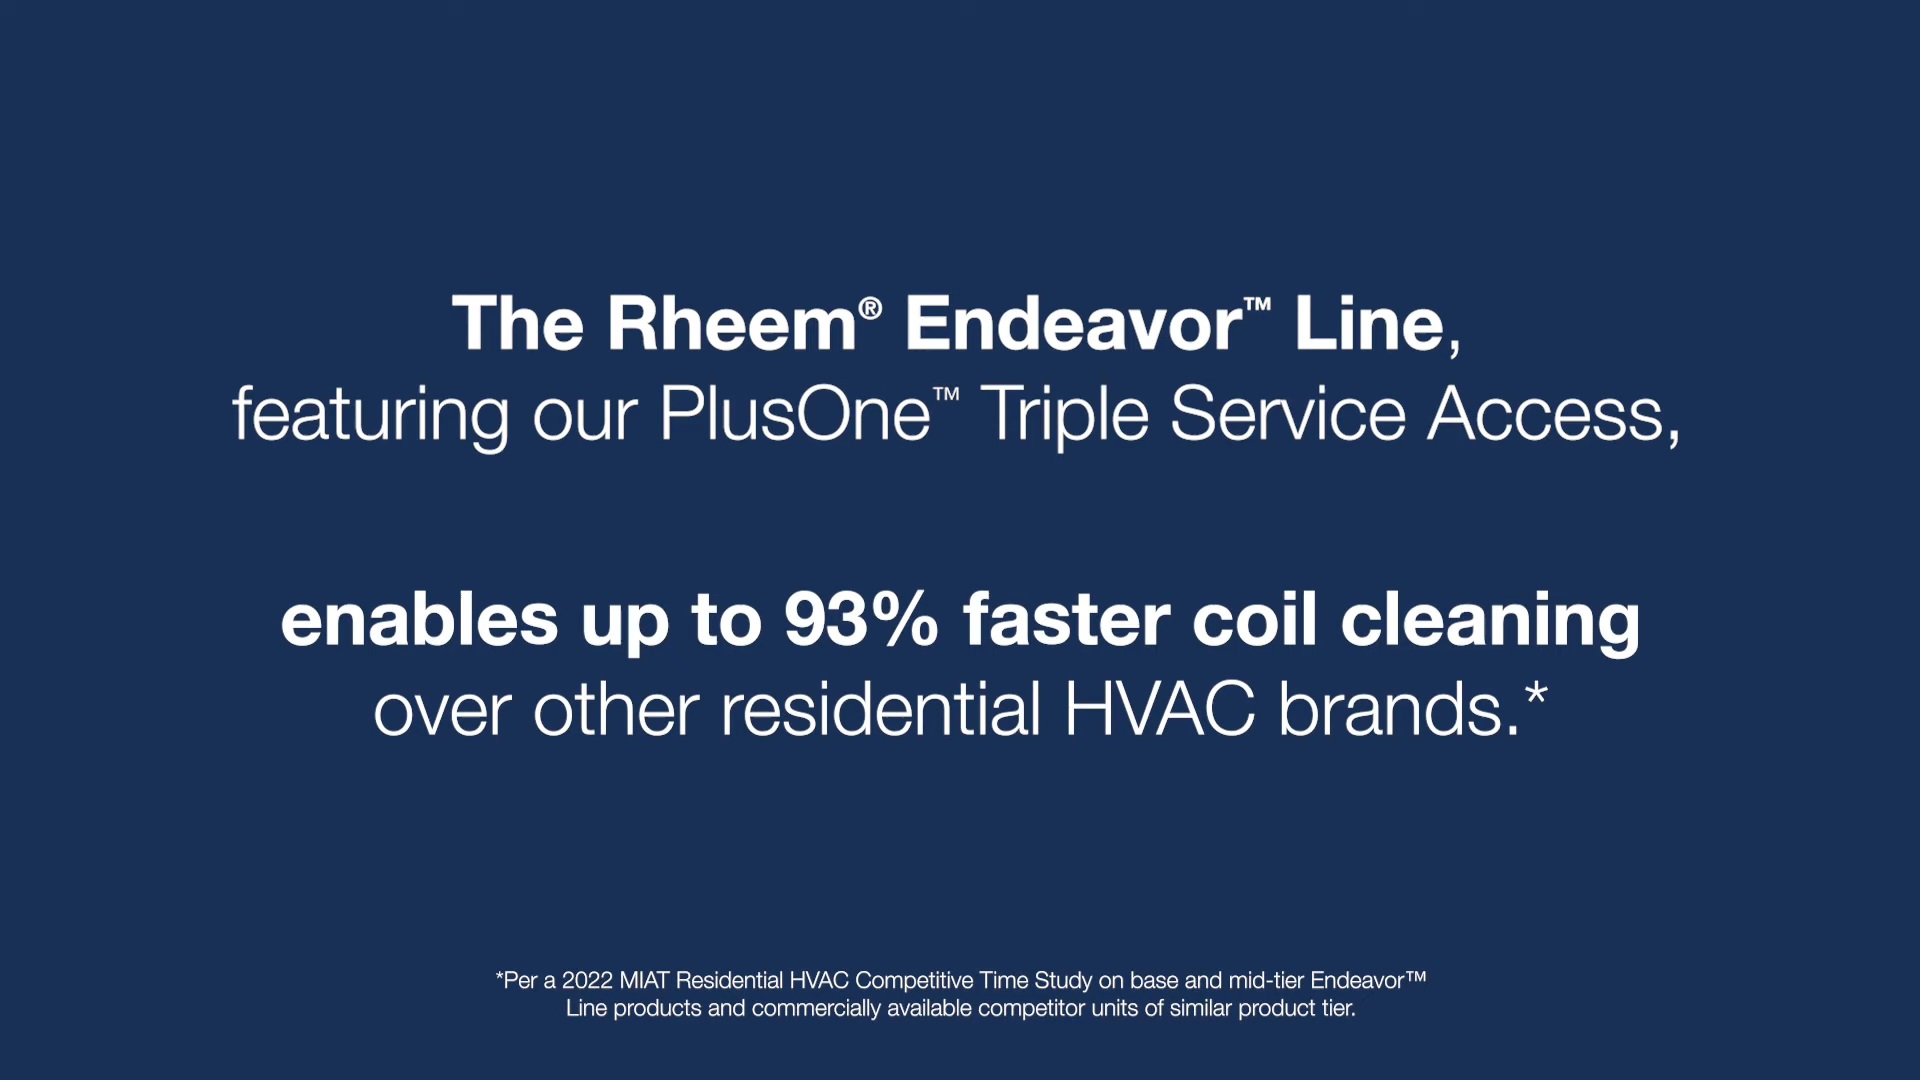 The Rheem® Endeavor™ Line,
featuring our PlusOne™ Triple Service Access,
enables up to 93% faster coil cleaning
over other residential HVAC brands.*
*Per a 2022 MIAT Residential HVAC Competitive Time Study on base and mid-tier Endeavor™
Line products and commercially available competitor units of similar product tier.